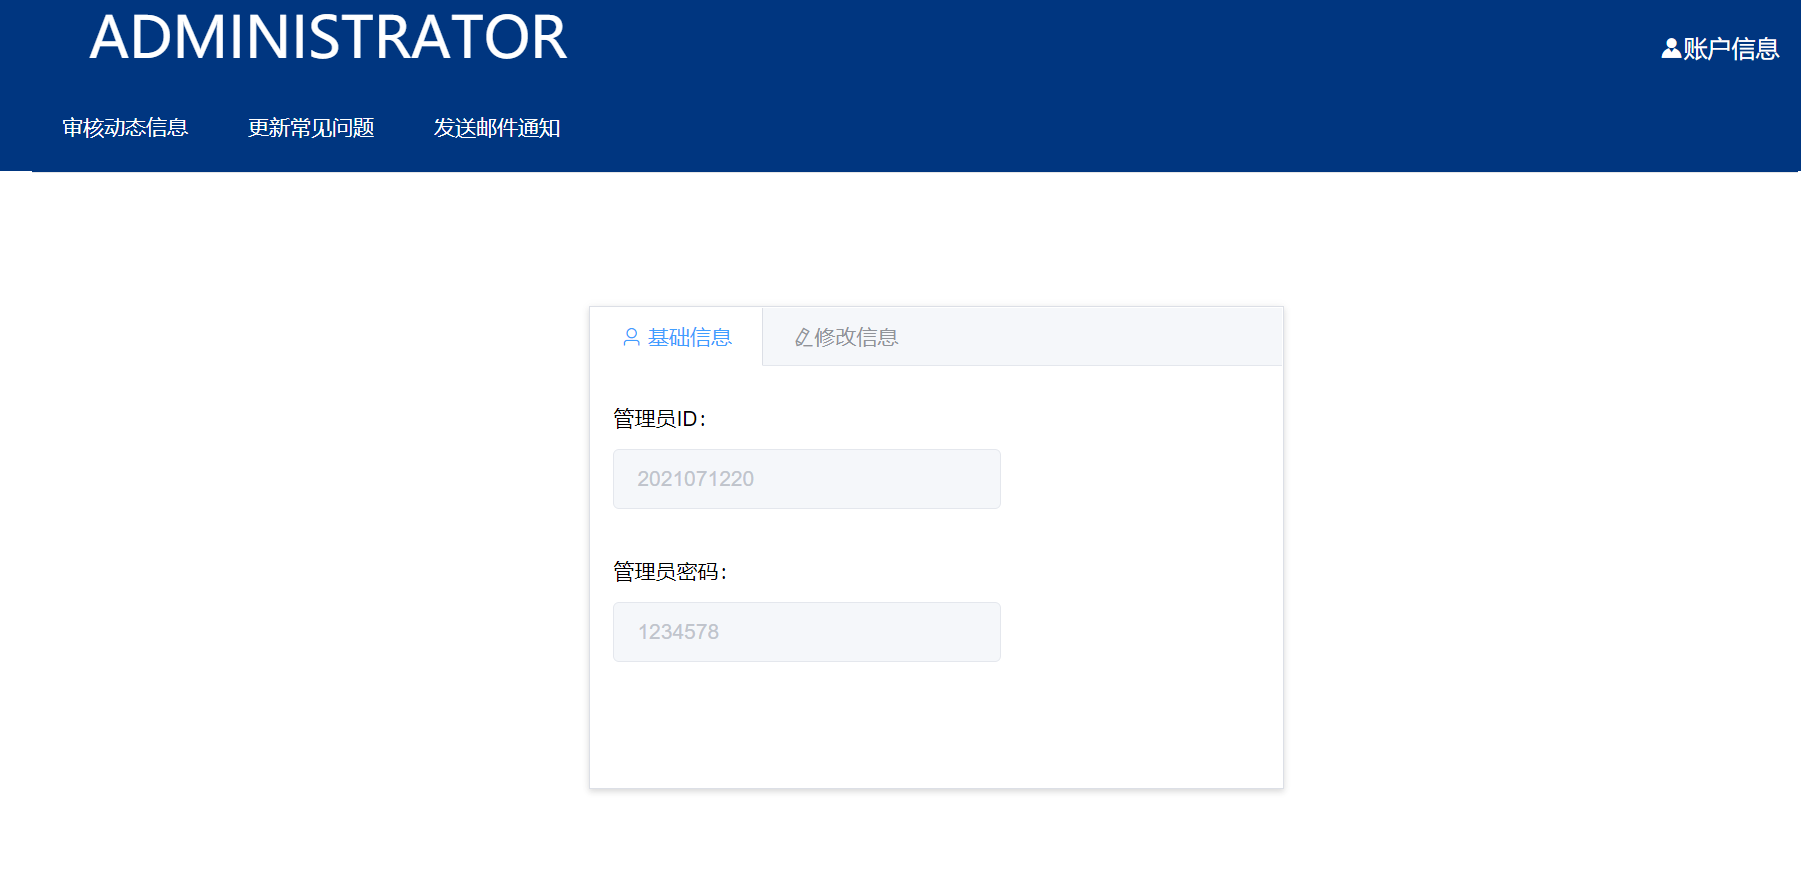 ADMINISTRATOR
账户信息
审核动态信息 更新常见问题 发送邮件通知
基础信息 修改信息
管理员ID：
2021071220
管理员密码：
1234578